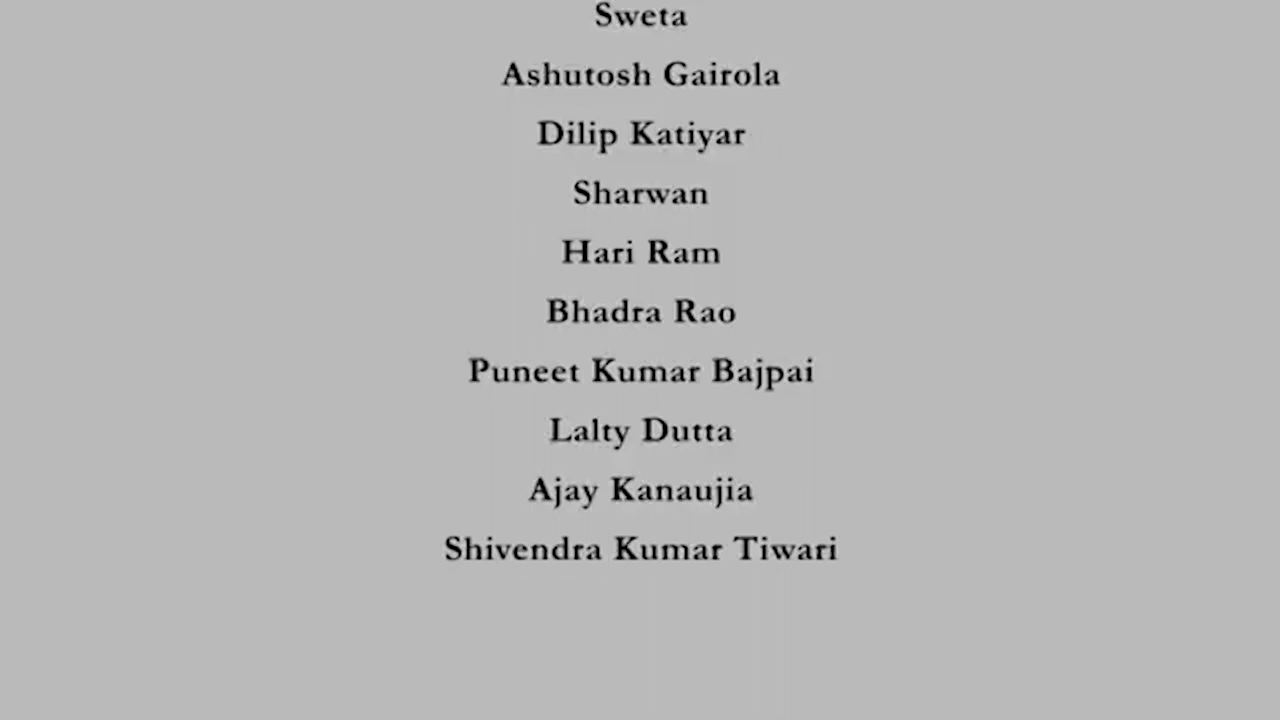 Sweta
Ashutosh Gairola
Dilip Katiyar
Sharwan
Hari Ram
Bhadra Rao
Puneet Kumar Bajpai
Lalty Dutta
Ajay Kanaujia
Shivendra Kumar Tiwari